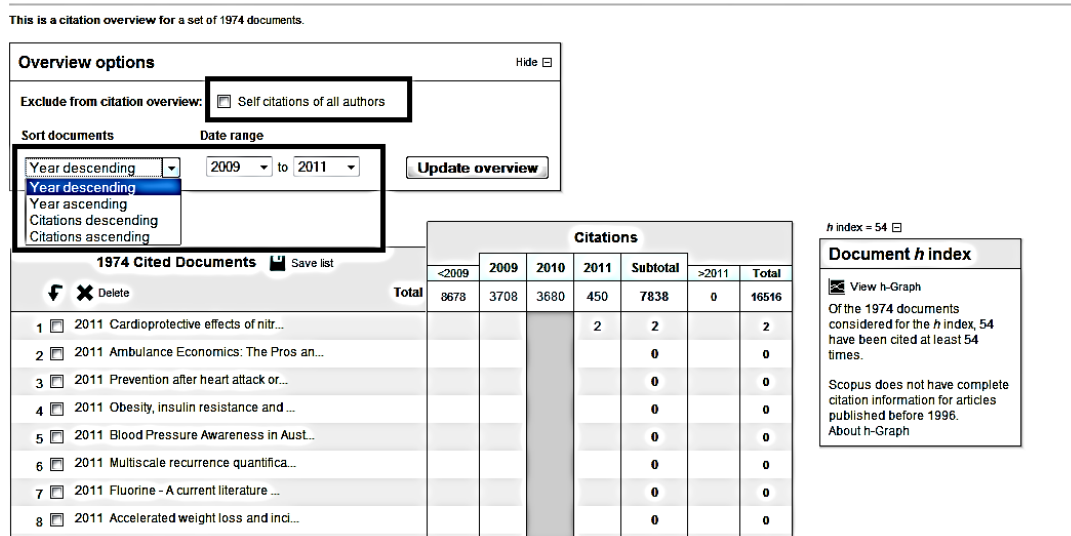 This is a citation overview for a set of 1974 documents.
Overview options
Hide
Exclude from citation overview: Self citations of all authors
Sort documents Date range
Year descending 2009 to 2011 Update overview
Year descending
Year ascending
Citations descending
Citations ascending
1974 Cited Documents Save list
Delete Total
Citations
<2009 2009 2010 2011 Subtotal >2011 Total
8678 3708 3680 450 7838 0 16516
1 2011 Cardioprotective effects of nitr... 2 2 2
2 2011 Ambulance Economics: The Pros an... 0 0
3 2011 Prevention after heart attack or... 0 0
4 2011 Obesity, insulin resistance and ... 0 0
5 2011 Blood Pressure Awareness in Aust... 0 0
6 2011 Multiscale recurrence quantifica... 0 0
7 2011 Fluorine - A current literature ... 0 0
8 2011 Accelerated weight loss and inci... 0 0
h index = 54
Document h index
View h-Graph
Of the 1974 documents
considered for the h index, 54
have been cited at least 54
times.
Scopus does not have complete
citation information for articles
published before 1996.
About h-Graph